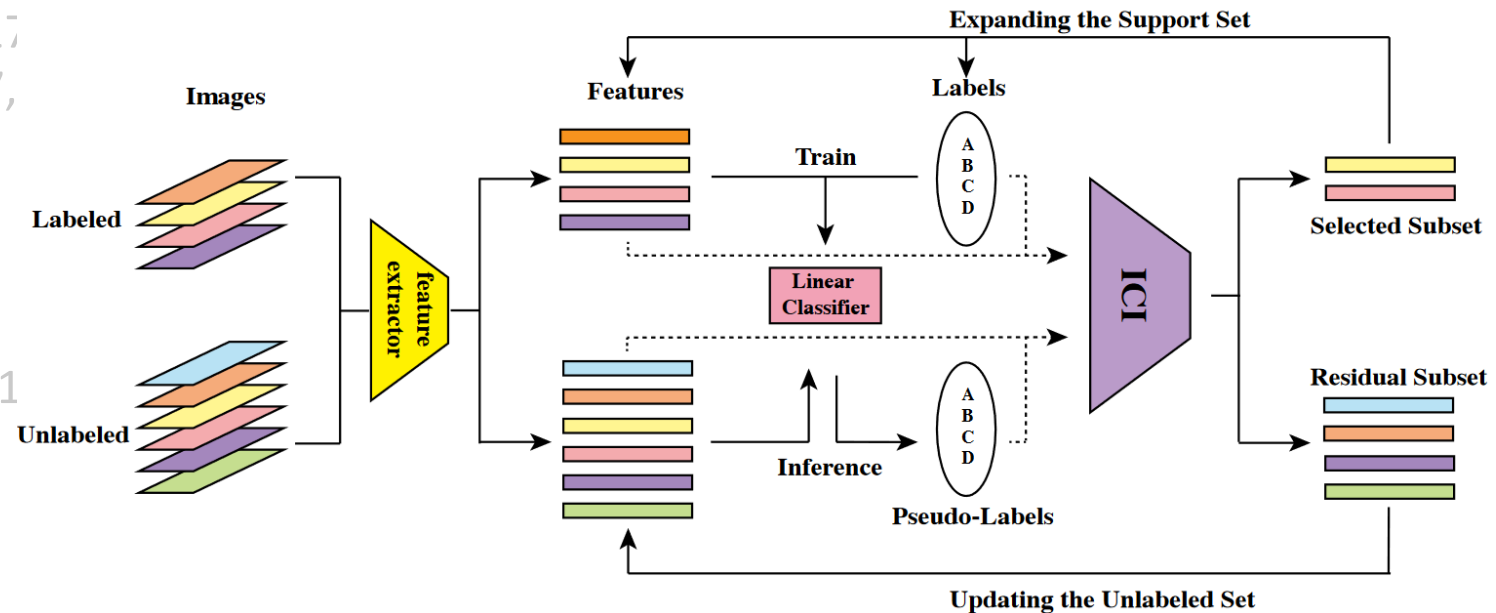 Expanding the Support Set
Images
Features
Labels
Labeled
feature
extractor
Train
A
B
C
D
Linear
Classifier
ICI
Selected Subset
Unlabeled
Inference
A
B
C
D
Pseudo-Labels
Residual Subset
Updating the Unlabeled Set